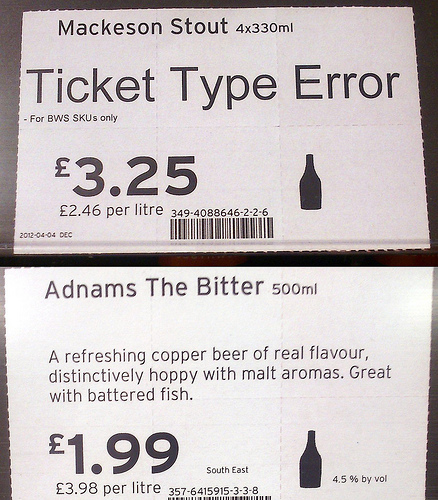 Mackeson Stout 4x330ml
Ticket Type Error
- For BWS SKUs only
£3.25
£2.46 per litre
349-4088646-2-2-6
2012-04-04 DEC
Adnams The Bitter 500ml
A refreshing copper beer of real flavour,
distinctively hoppy with malt aromas. Great
with battered fish.
£1.99
South East
4.5 % by vol
£3.98 per litre
357-6415915-3-3-8